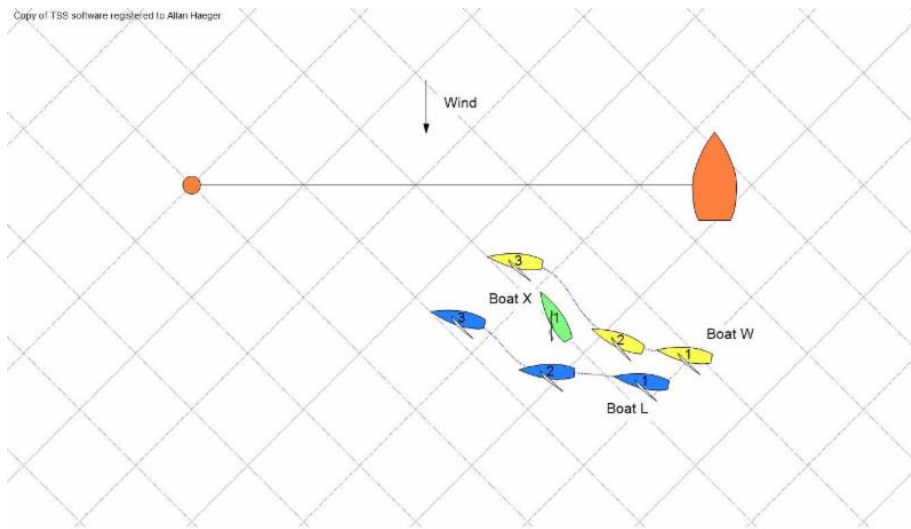 Copy of TSS software registered to Allan Haeger
Wind
3
Boat X
1
3
Boat W
2
1
2
1
Boat L